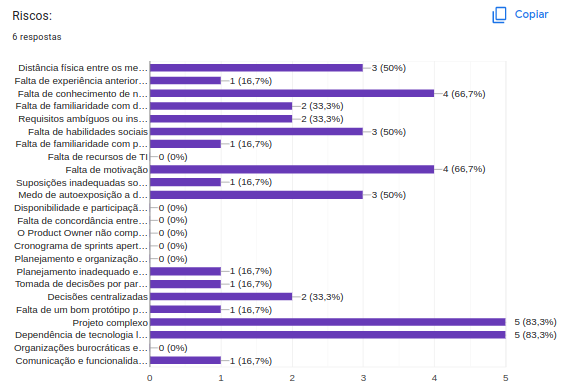 Riscos:
Copiar
6 respostas
Distância física entre os me… 3 (50%)
Falta de experiência anterior… 1 (16,7%)
Falta de conhecimento de n… 4 (66,7%)
Falta de familiaridade com d… 2 (33,3%)
Requisitos ambíguos ou ins… 2 (33,3%)
Falta de habilidades sociais 3 (50%)
Falta de familiaridade com p… 1 (16,7%)
Falta de recursos de TI 0 (0%)
Falta de motivação 4 (66,7%)
Suposições inadequadas so… 1 (16,7%)
Medo de autoexposição a d… 3 (50%)
Disponibilidade e participaçã… 0 (0%)
Falta de concordância entre… 0 (0%)
O Product Owner não comp… 0 (0%)
Cronograma de sprints apert… 0 (0%)
Planejamento e organização… 0 (0%)
Planejamento inadequado e… 1 (16,7%)
Tomada de decisões por par… 1 (16,7%)
Decisões centralizadas 2 (33,3%)
Falta de um bom protótipo p… 1 (16,7%)
Projeto complexo 5 (83,3%)
Dependência de tecnologia l… 5 (83,3%)
Organizações burocráticas e… 0 (0%)
Comunicação e funcionalida… 1 (16,7%)
0 1 2 3 4 5